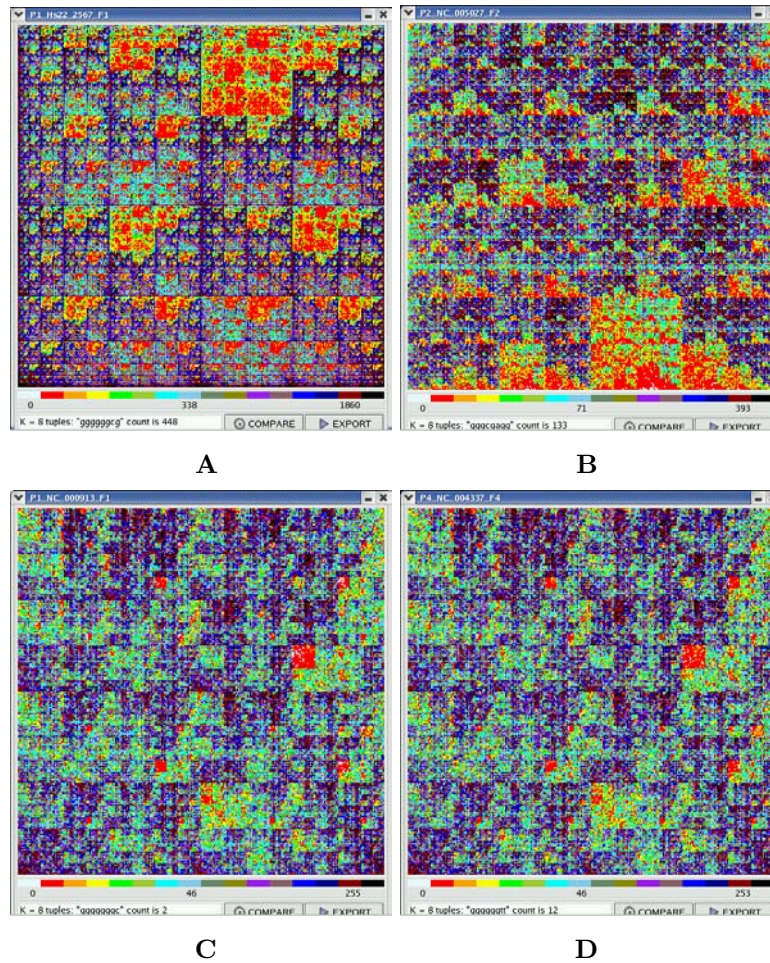 P1_Hs22_2567_F1
0 338 1860
K = 8 tuples: "ggggggcg" count is 448 COMPARE EXPORT
A
P2_NC_005027_F2
0 71 393
K = 8 tuples: "gggcgagg" count is 133 COMPARE EXPORT
B
P1_NC_000913_F1
0 46 255
K = 8 tuples: "gggggggc" count is 2 COMPARE EXPORT
C
P4_NC_004337_F4
0 46 253
K = 8 tuples: "ggggggtt" count is 12 COMPARE EXPORT
D